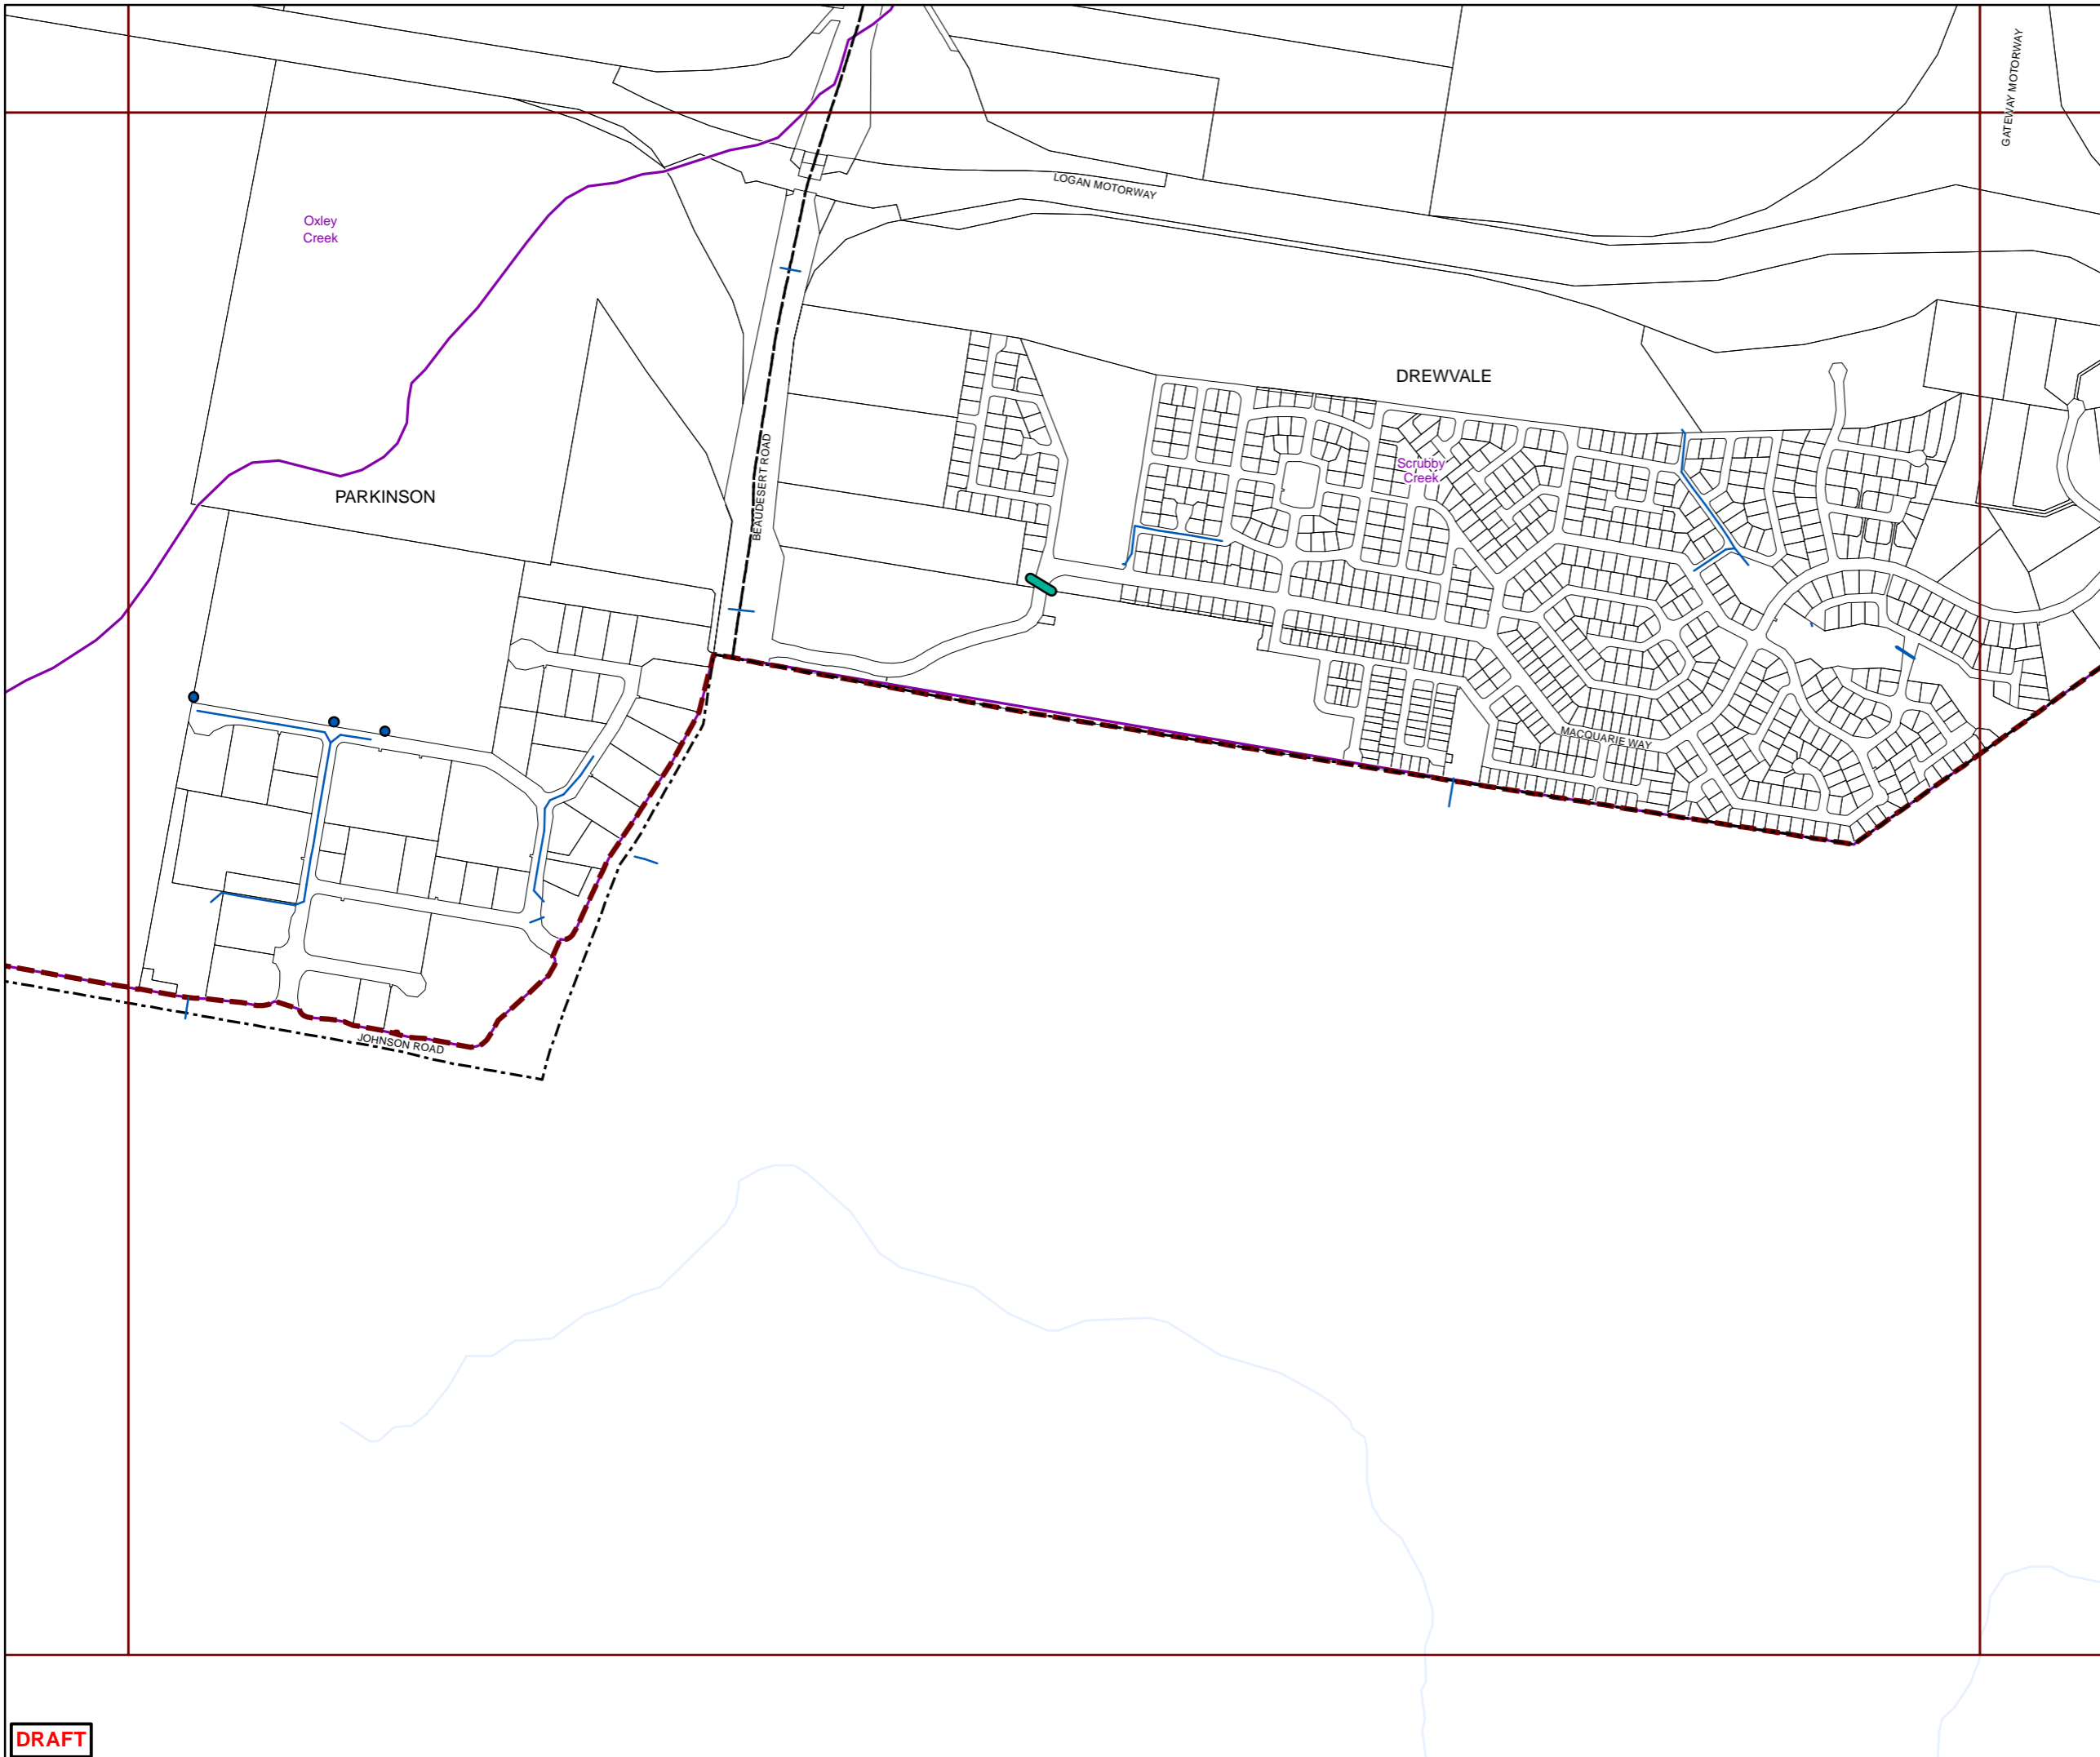 GATEWAY MOTORWAY
LOGAN MOTORWAY
Oxley
Creek
DREWVALE
BEAUDESERT ROAD
Scrubby
Creek
PARKINSON
MACQUARIE WAY
JOHNSON ROAD
DRAFT